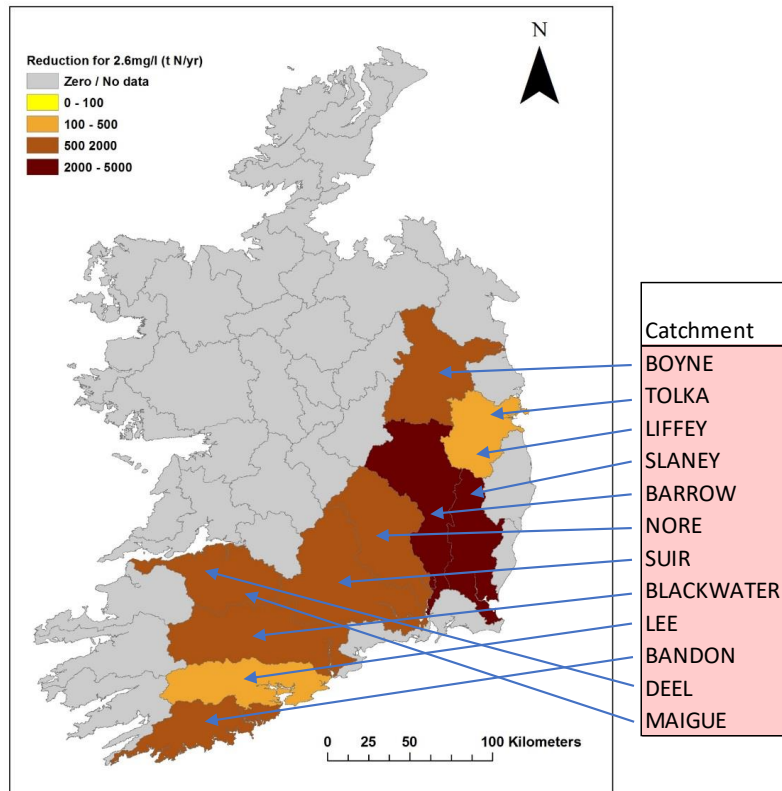 Reduction for 2.6mg/l (t N/yr)
Zero / No data
0 - 100
100 - 500
500 2000
2000 - 5000
N
0 25 50 100 Kilometers
Catchment
BOYNE
TOLKA
LIFFEY
SLANEY
BARROW
NORE
SUIR
BLACKWATER
LEE
BANDON
DEEL
MAIGUE